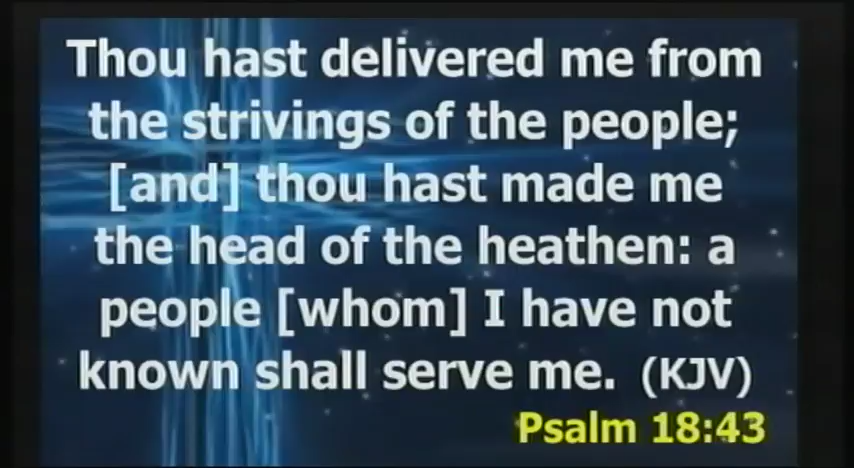 Thou hast delivered me from
the strivings of the people;
[and] thou hast made me
the head of the heathen: a
people [whom] I have not
known shall serve me. (KJV)
Psalm 18:43